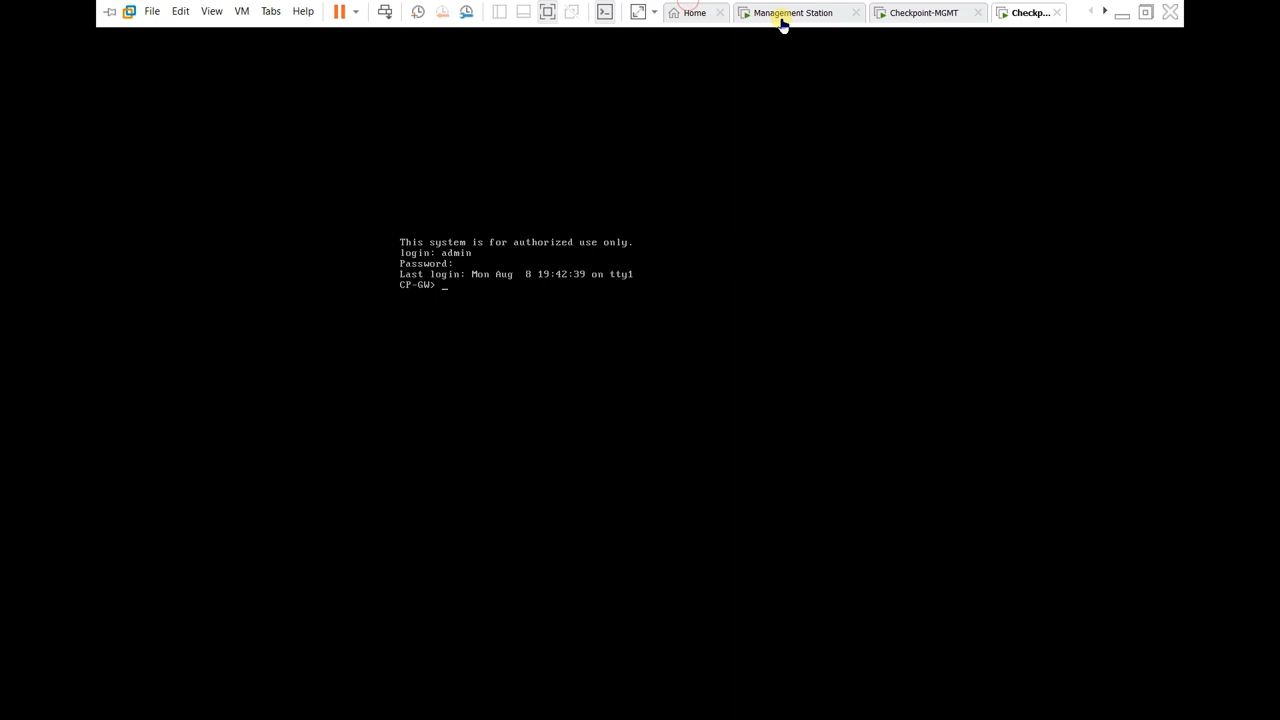 File Edit View VM Tabs Help Home Management Station Checkpoint-MGMT Checkp...
This system is for authorized use only.
login: admin
Password:
Last login: Mon Aug  8 19:42:39 on tty1
CP-GW> _